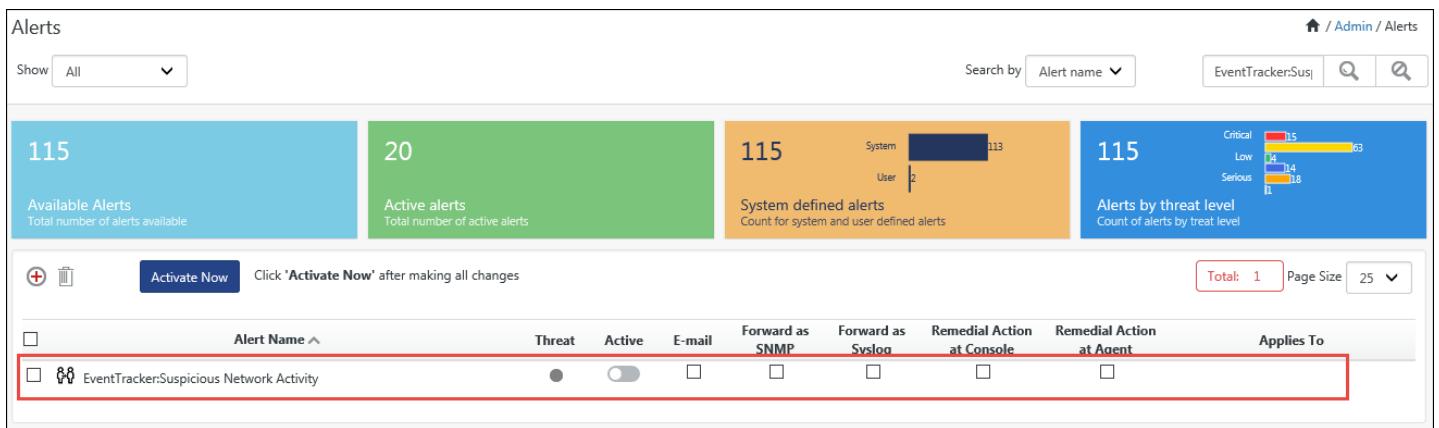 Alerts
/ Admin / Alerts
Show All
Search by Alert name EventTracker:Sus
115
Available Alerts
Total number of alerts available
20
Active alerts
Total number of active alerts
115
System 113
User 2
System defined alerts
Count for system and user defined alerts
115
Critical 15
63
Low 4
14
Serious 18
1
Alerts by threat level
Count of alerts by treat level
Activate Now Click 'Activate Now' after making all changes
Total: 1 Page Size 25
Alert Name Threat Active E-mail Forward as SNMP Forward as Syslog Remedial Action at Console Remedial Action at Agent Applies To
EventTracker:Suspicious Network Activity